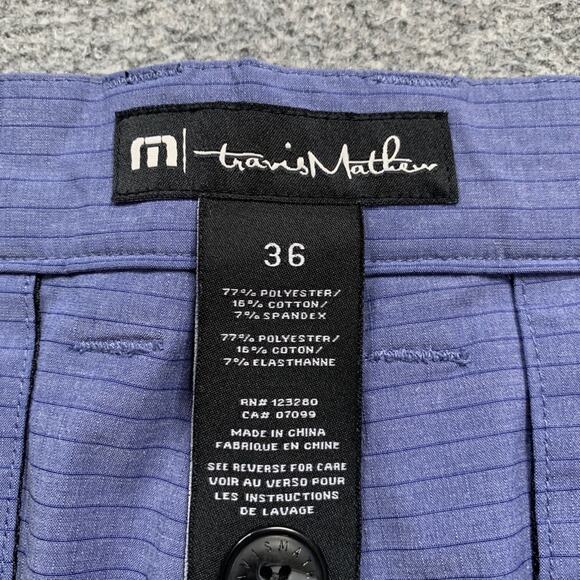 m travisMathew
36
77% POLYESTER/
16% COTTON/
7% SPANDEX
77% POLYESTER/
16% COTON/
7% ELASTHANNE
RN# 123280
CA# 07099
MADE IN CHINA
FABRIQUE EN CHINE
SEE REVERSE FOR CARE
VOIR AU VERSO POUR
LES INSTRUCTIONS
DE LAVAGE